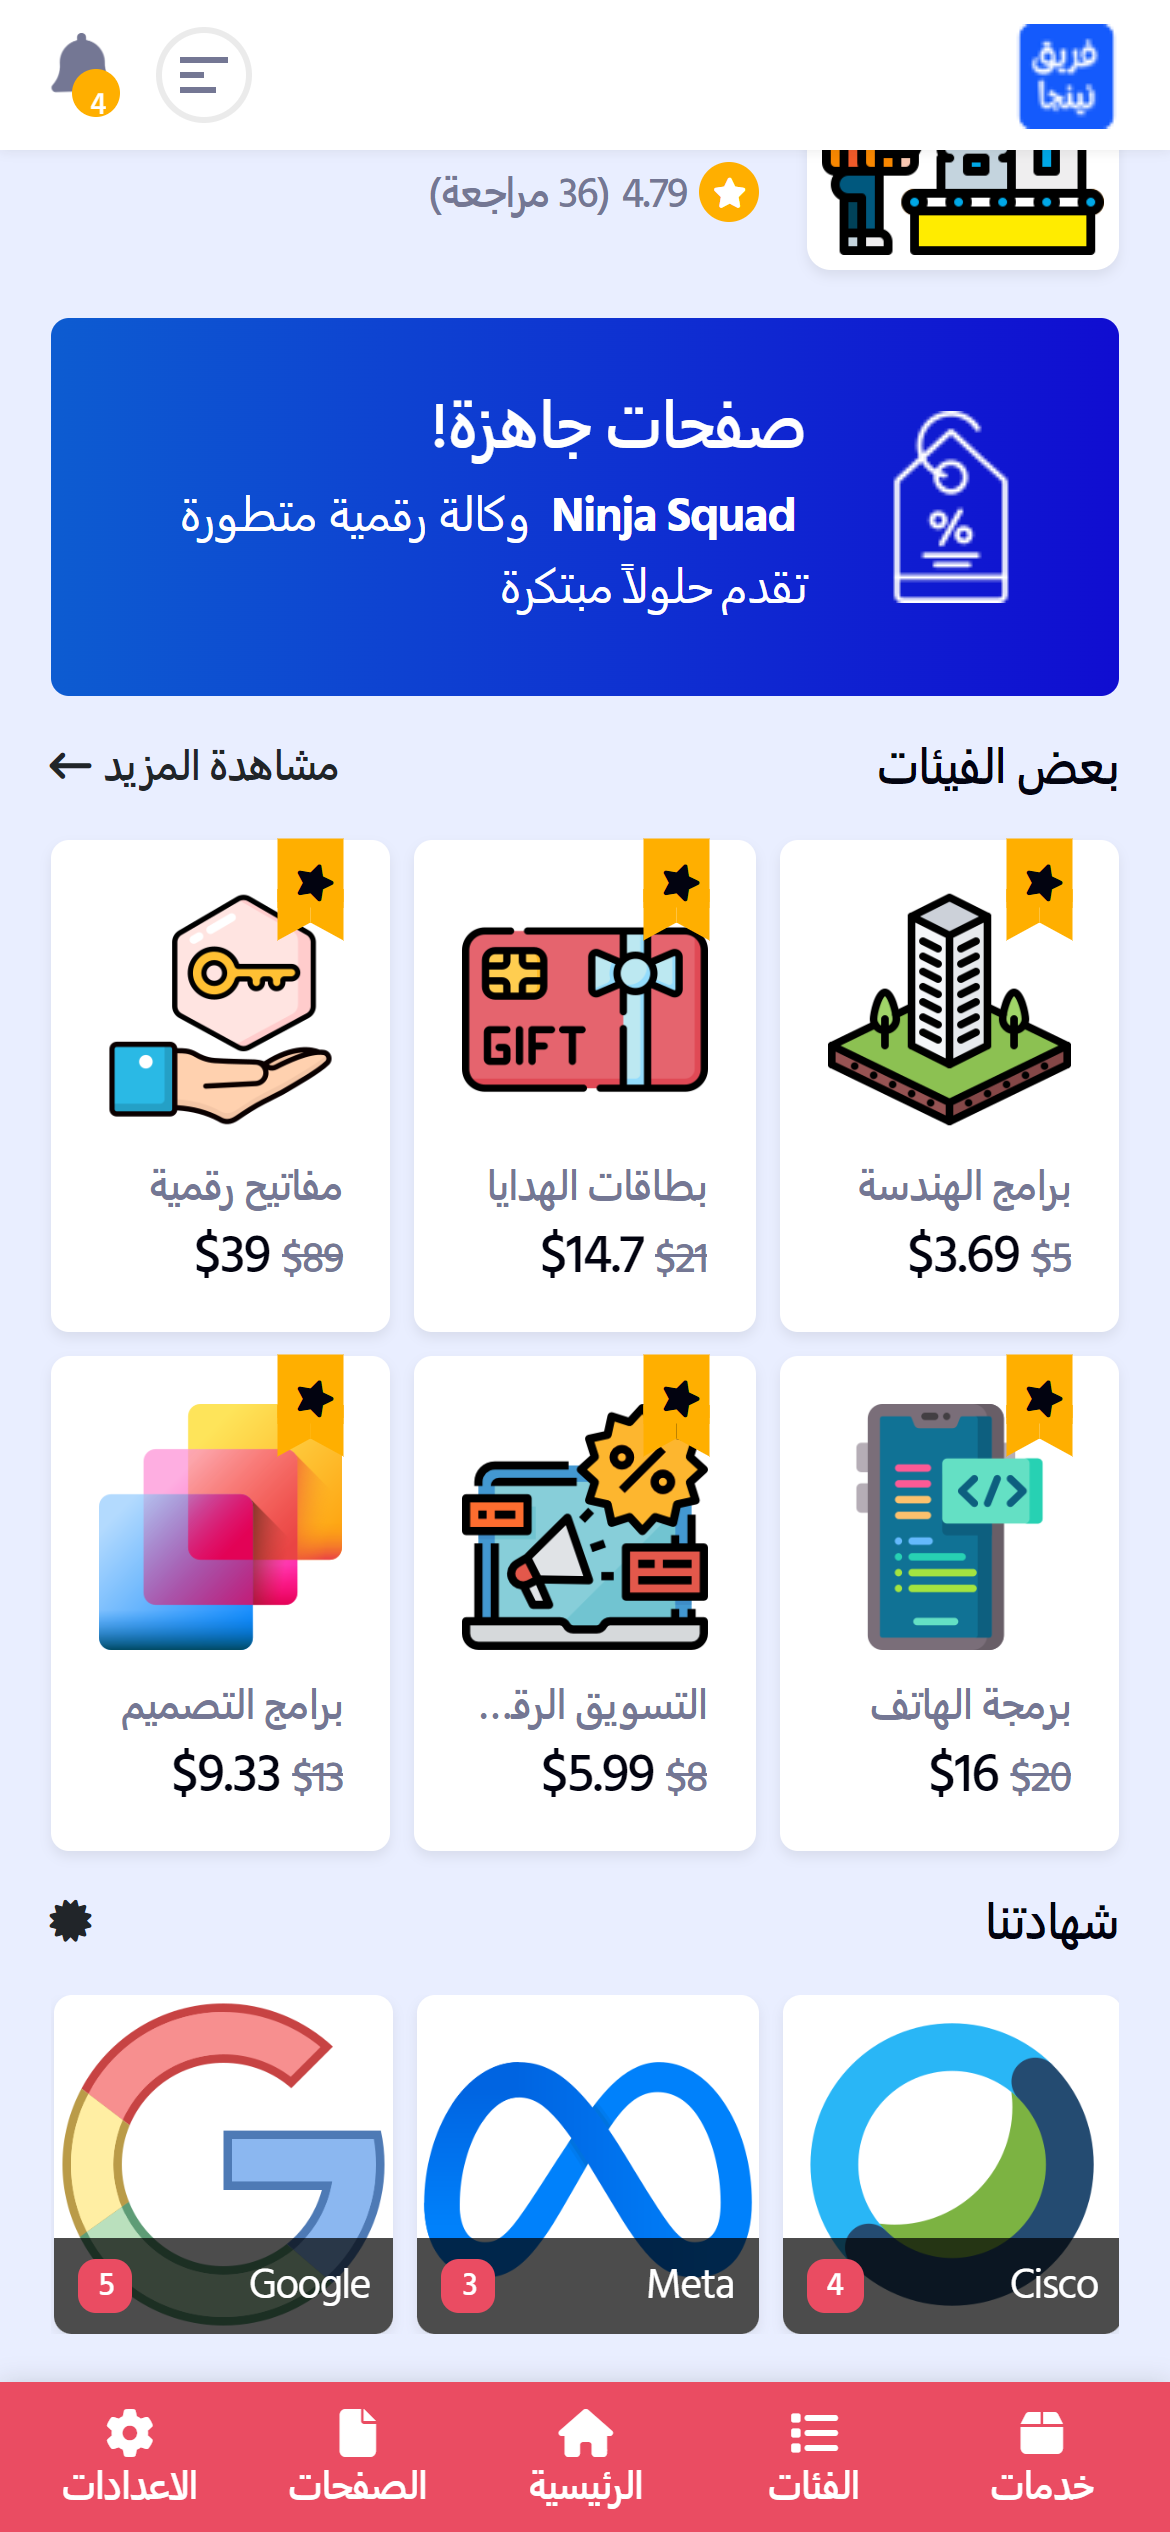 فريق
نينجا
4
4.79 (36 مراجعة)
صفحات جاهزة!
Ninja Squad وكالة رقمية متطورة
تقدم حلولاً مبتكرة
%
بعض الفيئات
مشاهدة المزيد
GIFT
برامج الهندسة
$5 $3.69
بطاقات الهدايا
$21 $14.7
مفاتيح رقمية
$89 $39
</>
%
برمجة الهاتف
$20 $16
التسويق الرقـ...
$8 $5.99
برامج التصميم
$13 $9.33
شهادتنا
Cisco 4
Meta 3
Google 5
خدمات
الفئات
الرئيسية
الصفحات
الاعدادات